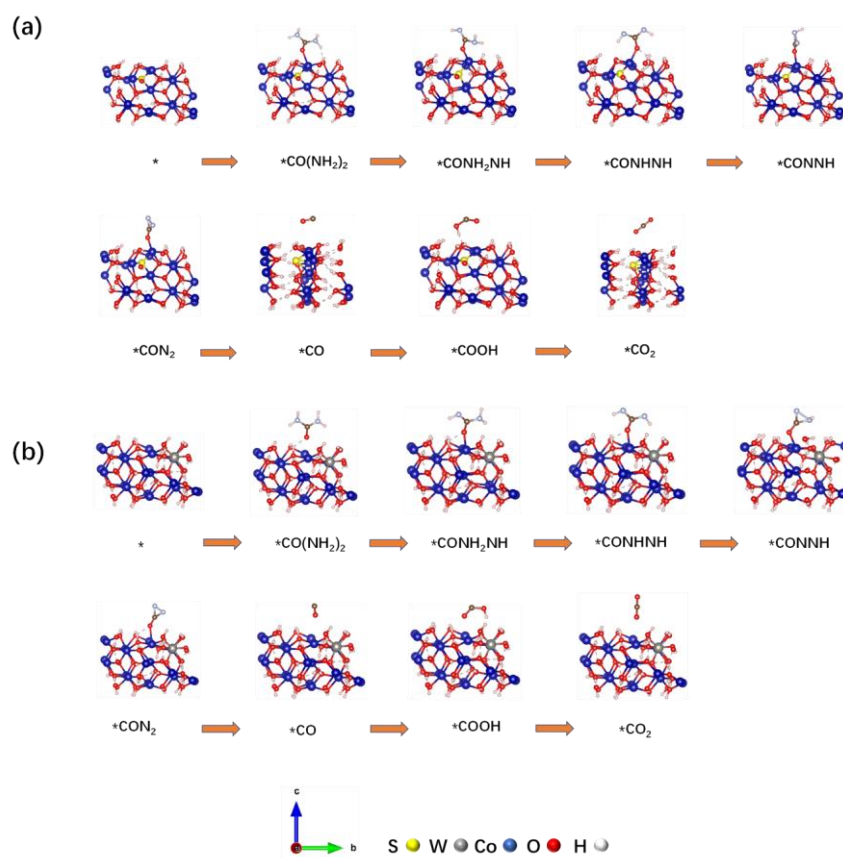 (a)
* *CO(NH₂)₂ *CONH₂NH *CONHNH *CONNH
*CON₂ *CO *COOH *CO₂
(b)
* *CO(NH₂)₂ *CONH₂NH *CONHNH *CONNH
*CON₂ *CO *COOH *CO₂
c
b
S W Co O H